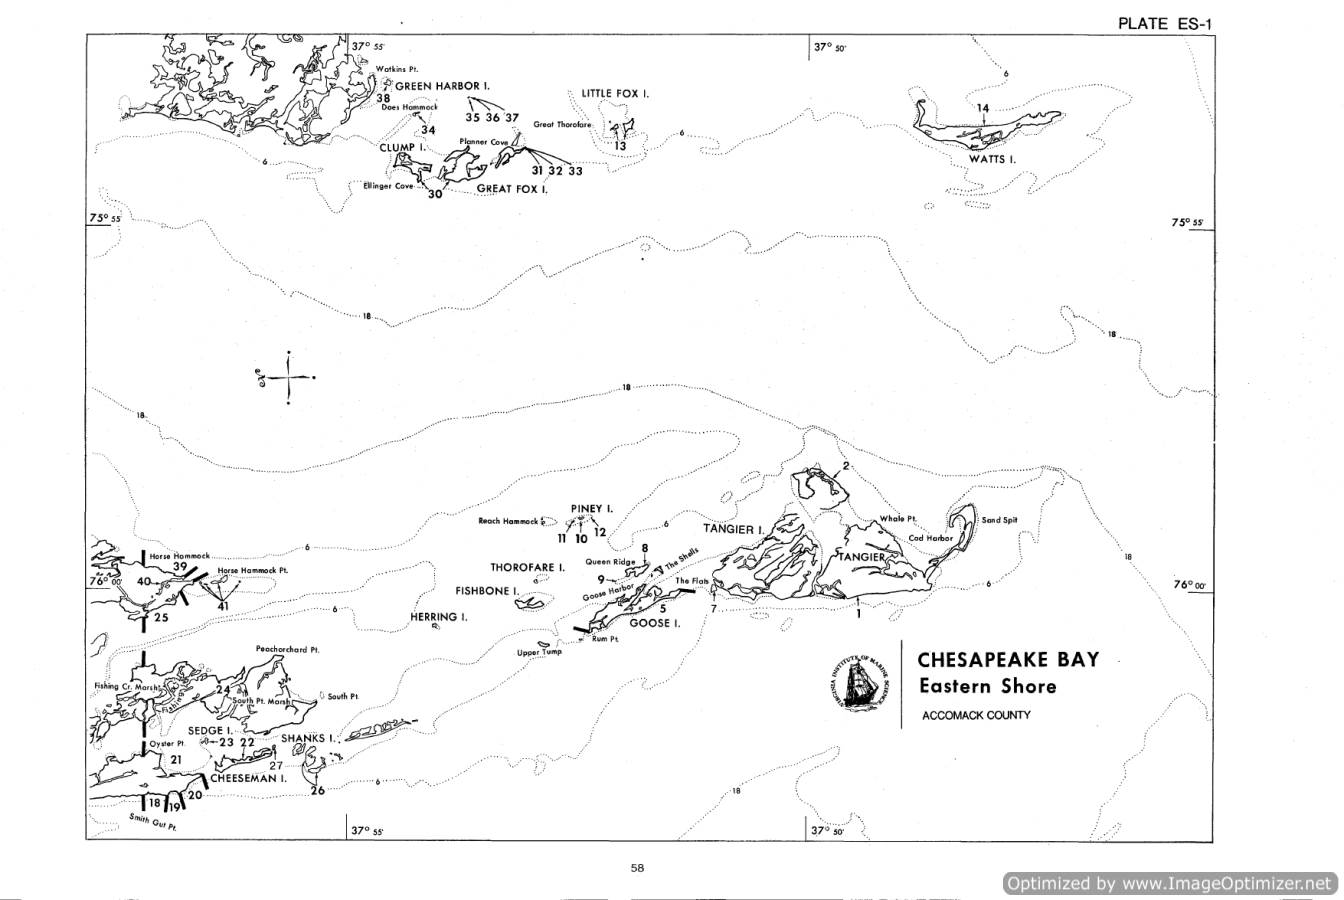 PLATE ES-1
37° 55'
37° 50'
Watkins Pt.
6
GREEN HARBOR I.
LITTLE FOX I.
38
Does Hammock
14
35 36 37
34
Great Thorofare
6
Planner Cove
13
CLUMP I.
6
WATTS I.
31 32 33
Ellinger Cove
30
GREAT FOX I.
75° 55'
75° 55'
18
18
N
18
18
2
PINEY I.
Reach Hammock
Whale Pt.
Sand Spit
6
TANGIER I.
12
11 10
Cod Harbor
6
8
Horse Hammock
The Shells
TANGIER
18
Queen Ridge
39
THOROFARE I.
Horse Hammock Pt.
76° 00'
40
9
The Flats
6
76° 00'
FISHBONE I.
Goose Harbor
41
6
5
7
1
25
HERRING I.
GOOSE I.
Rum Pt.
Peachorchard Pt.
Upper Tump
CHESAPEAKE BAY
Eastern Shore
ACCOMACK COUNTY
VIRGINIA INSTITUTE OF MARINE SCIENCE
Fishing Cr. Marsh
24
South Pt.
South Pt. Marsh
Fishing
SEDGE I.
SHANKS I.
Oyster Pt.
23 22
21
27
CHEESEMAN I.
6
26
20
18
18
19
Smith Gut Pt.
37° 55'
37° 50'
58
Optimized by www.ImageOptimizer.net